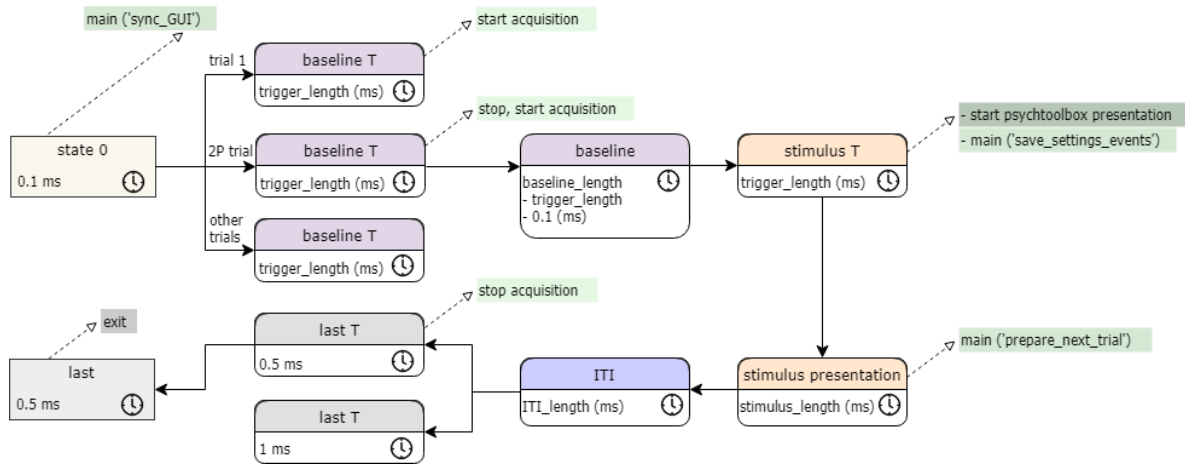 main ('sync_GUI')
start acquisition
trial 1
baseline T
trigger_length (ms)
stop, start acquisition
- start psychtoolbox presentation
- main ('save_settings_events')
state 0
0.1 ms
2P trial
baseline T
trigger_length (ms)
baseline
baseline_length
- trigger_length
- 0.1 (ms)
stimulus T
trigger_length (ms)
other
trials
baseline T
trigger_length (ms)
stop acquisition
exit
last T
0.5 ms
main ('prepare_next_trial')
last
0.5 ms
ITI
ITI_length (ms)
stimulus presentation
stimulus_length (ms)
last T
1 ms